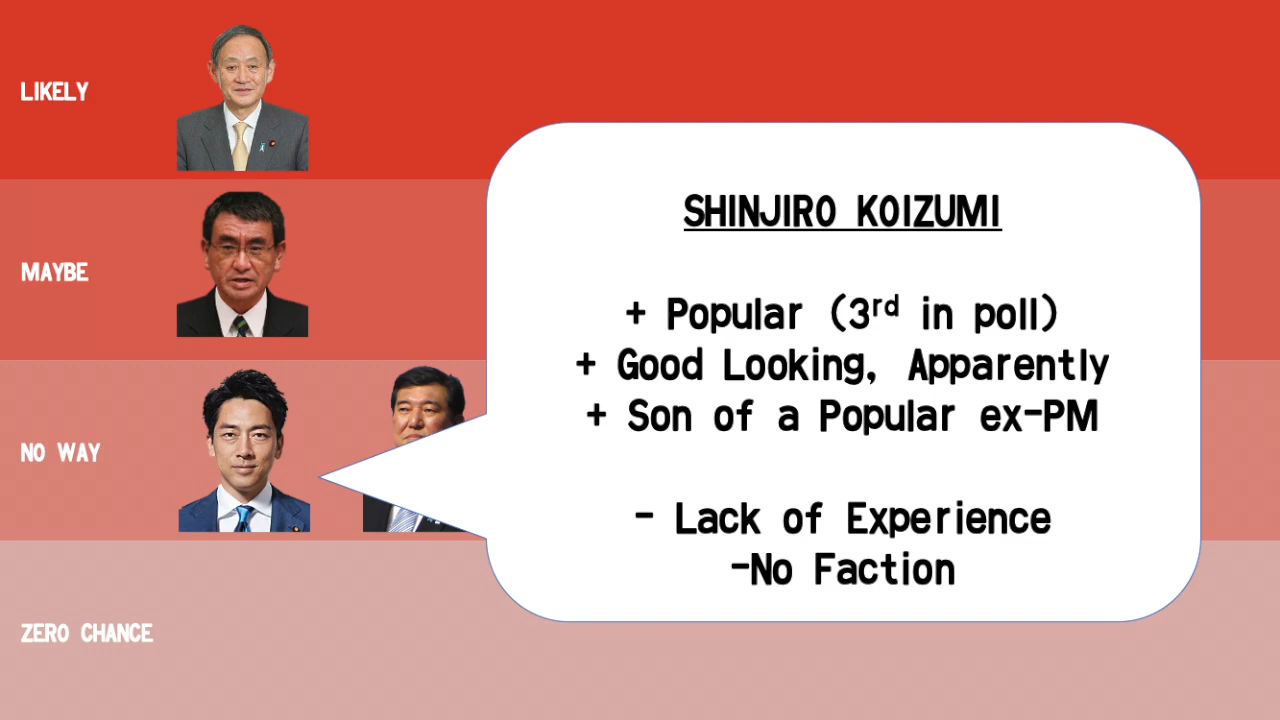 LIKELY
MAYBE
NO WAY
ZERO CHANCE
SHINJIRO KOIZUMI
+ Popular (3rd in poll)
+ Good Looking, Apparently
+ Son of a Popular ex-PM
- Lack of Experience
-No Faction